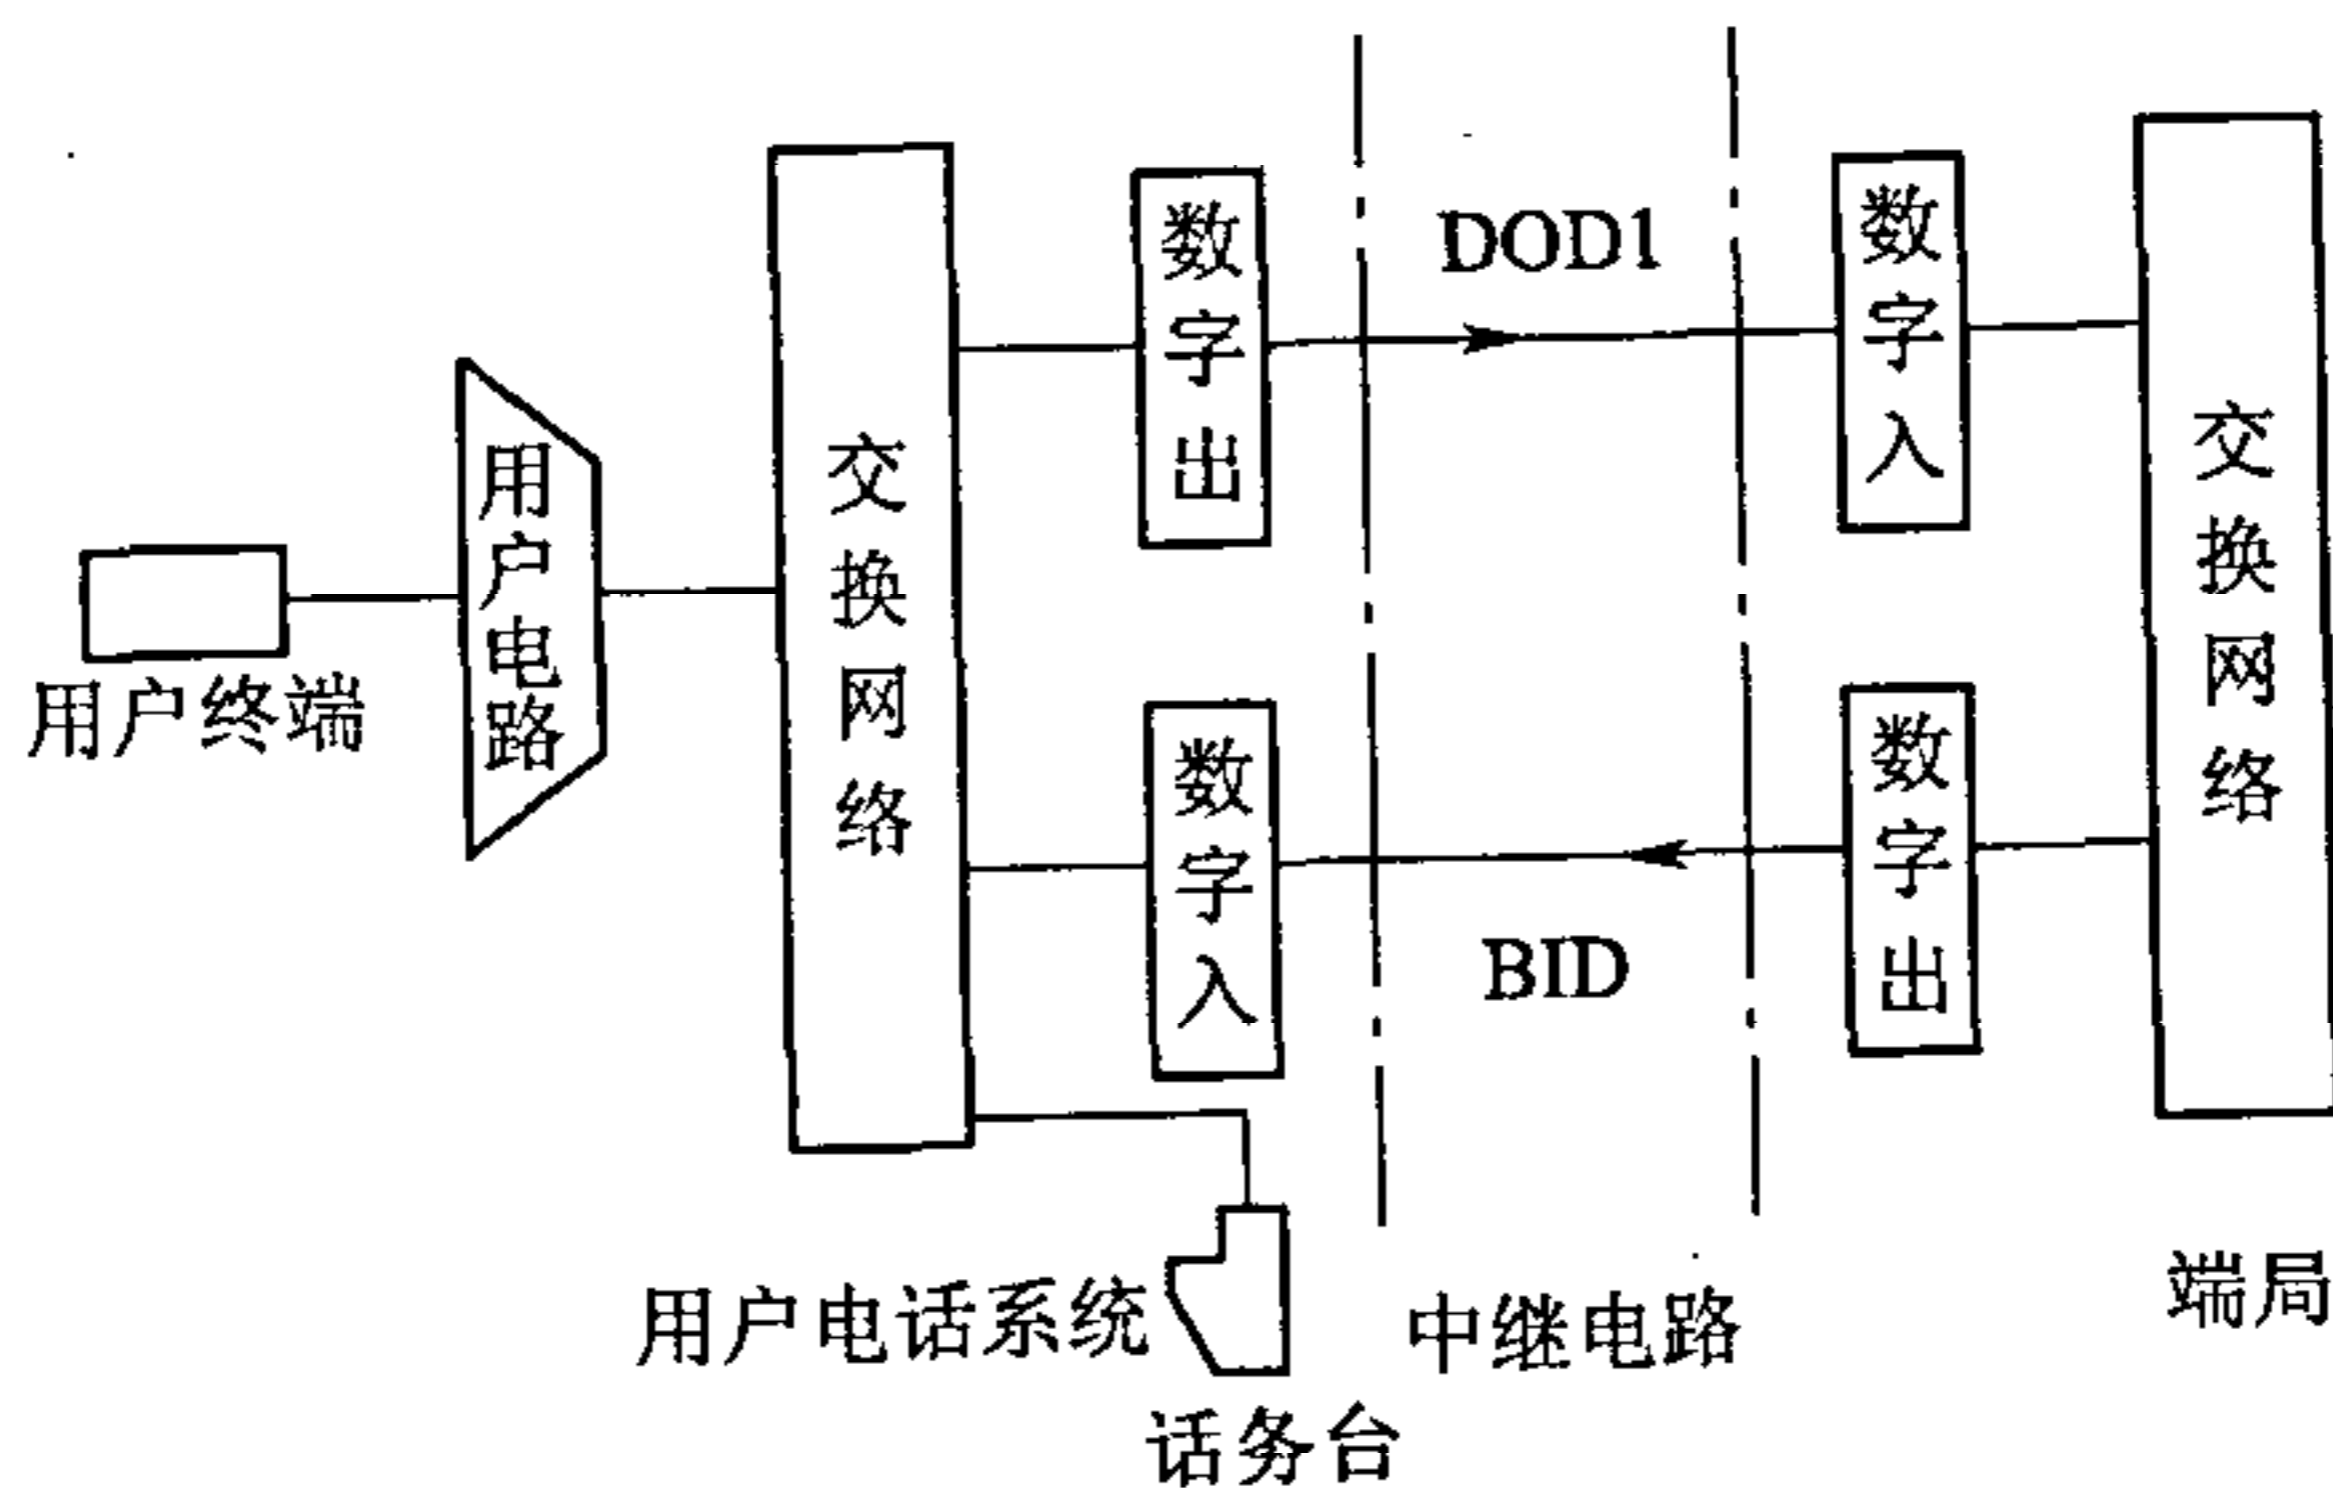 用户终端
用户电路
交换网络
数字出
DOD1
数字入
交换网络
数字入
BID
数字出
用户电话系统
话务台
中继电路
端局